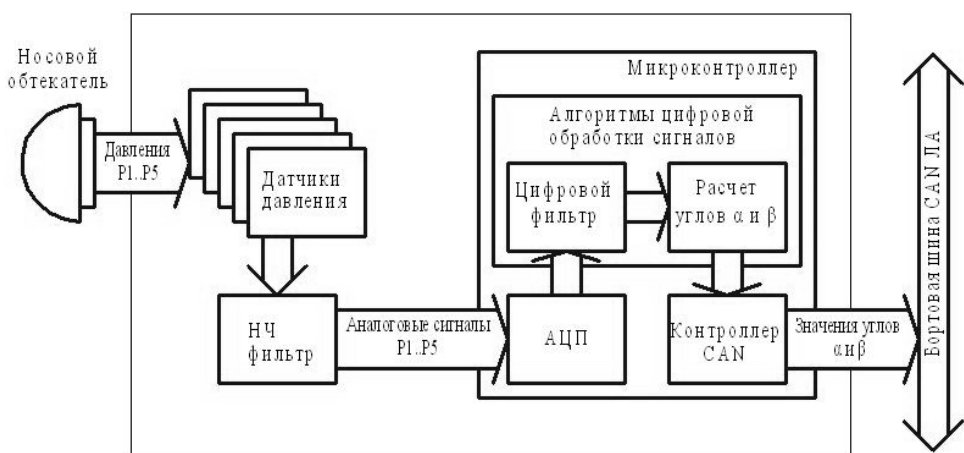 Носовой
обтекатель
Давления
P1..P5
Датчики
давления
НЧ
фильтр
Аналоговые сигналы
P1..P5
Микроконтроллер
Алгоритмы цифровой
обработки сигналов
Цифровой
фильтр
Расчет
углов α и β
АЦП
Контроллер
CAN
Значения углов
α и β
Бортовая шина CAN ЛА